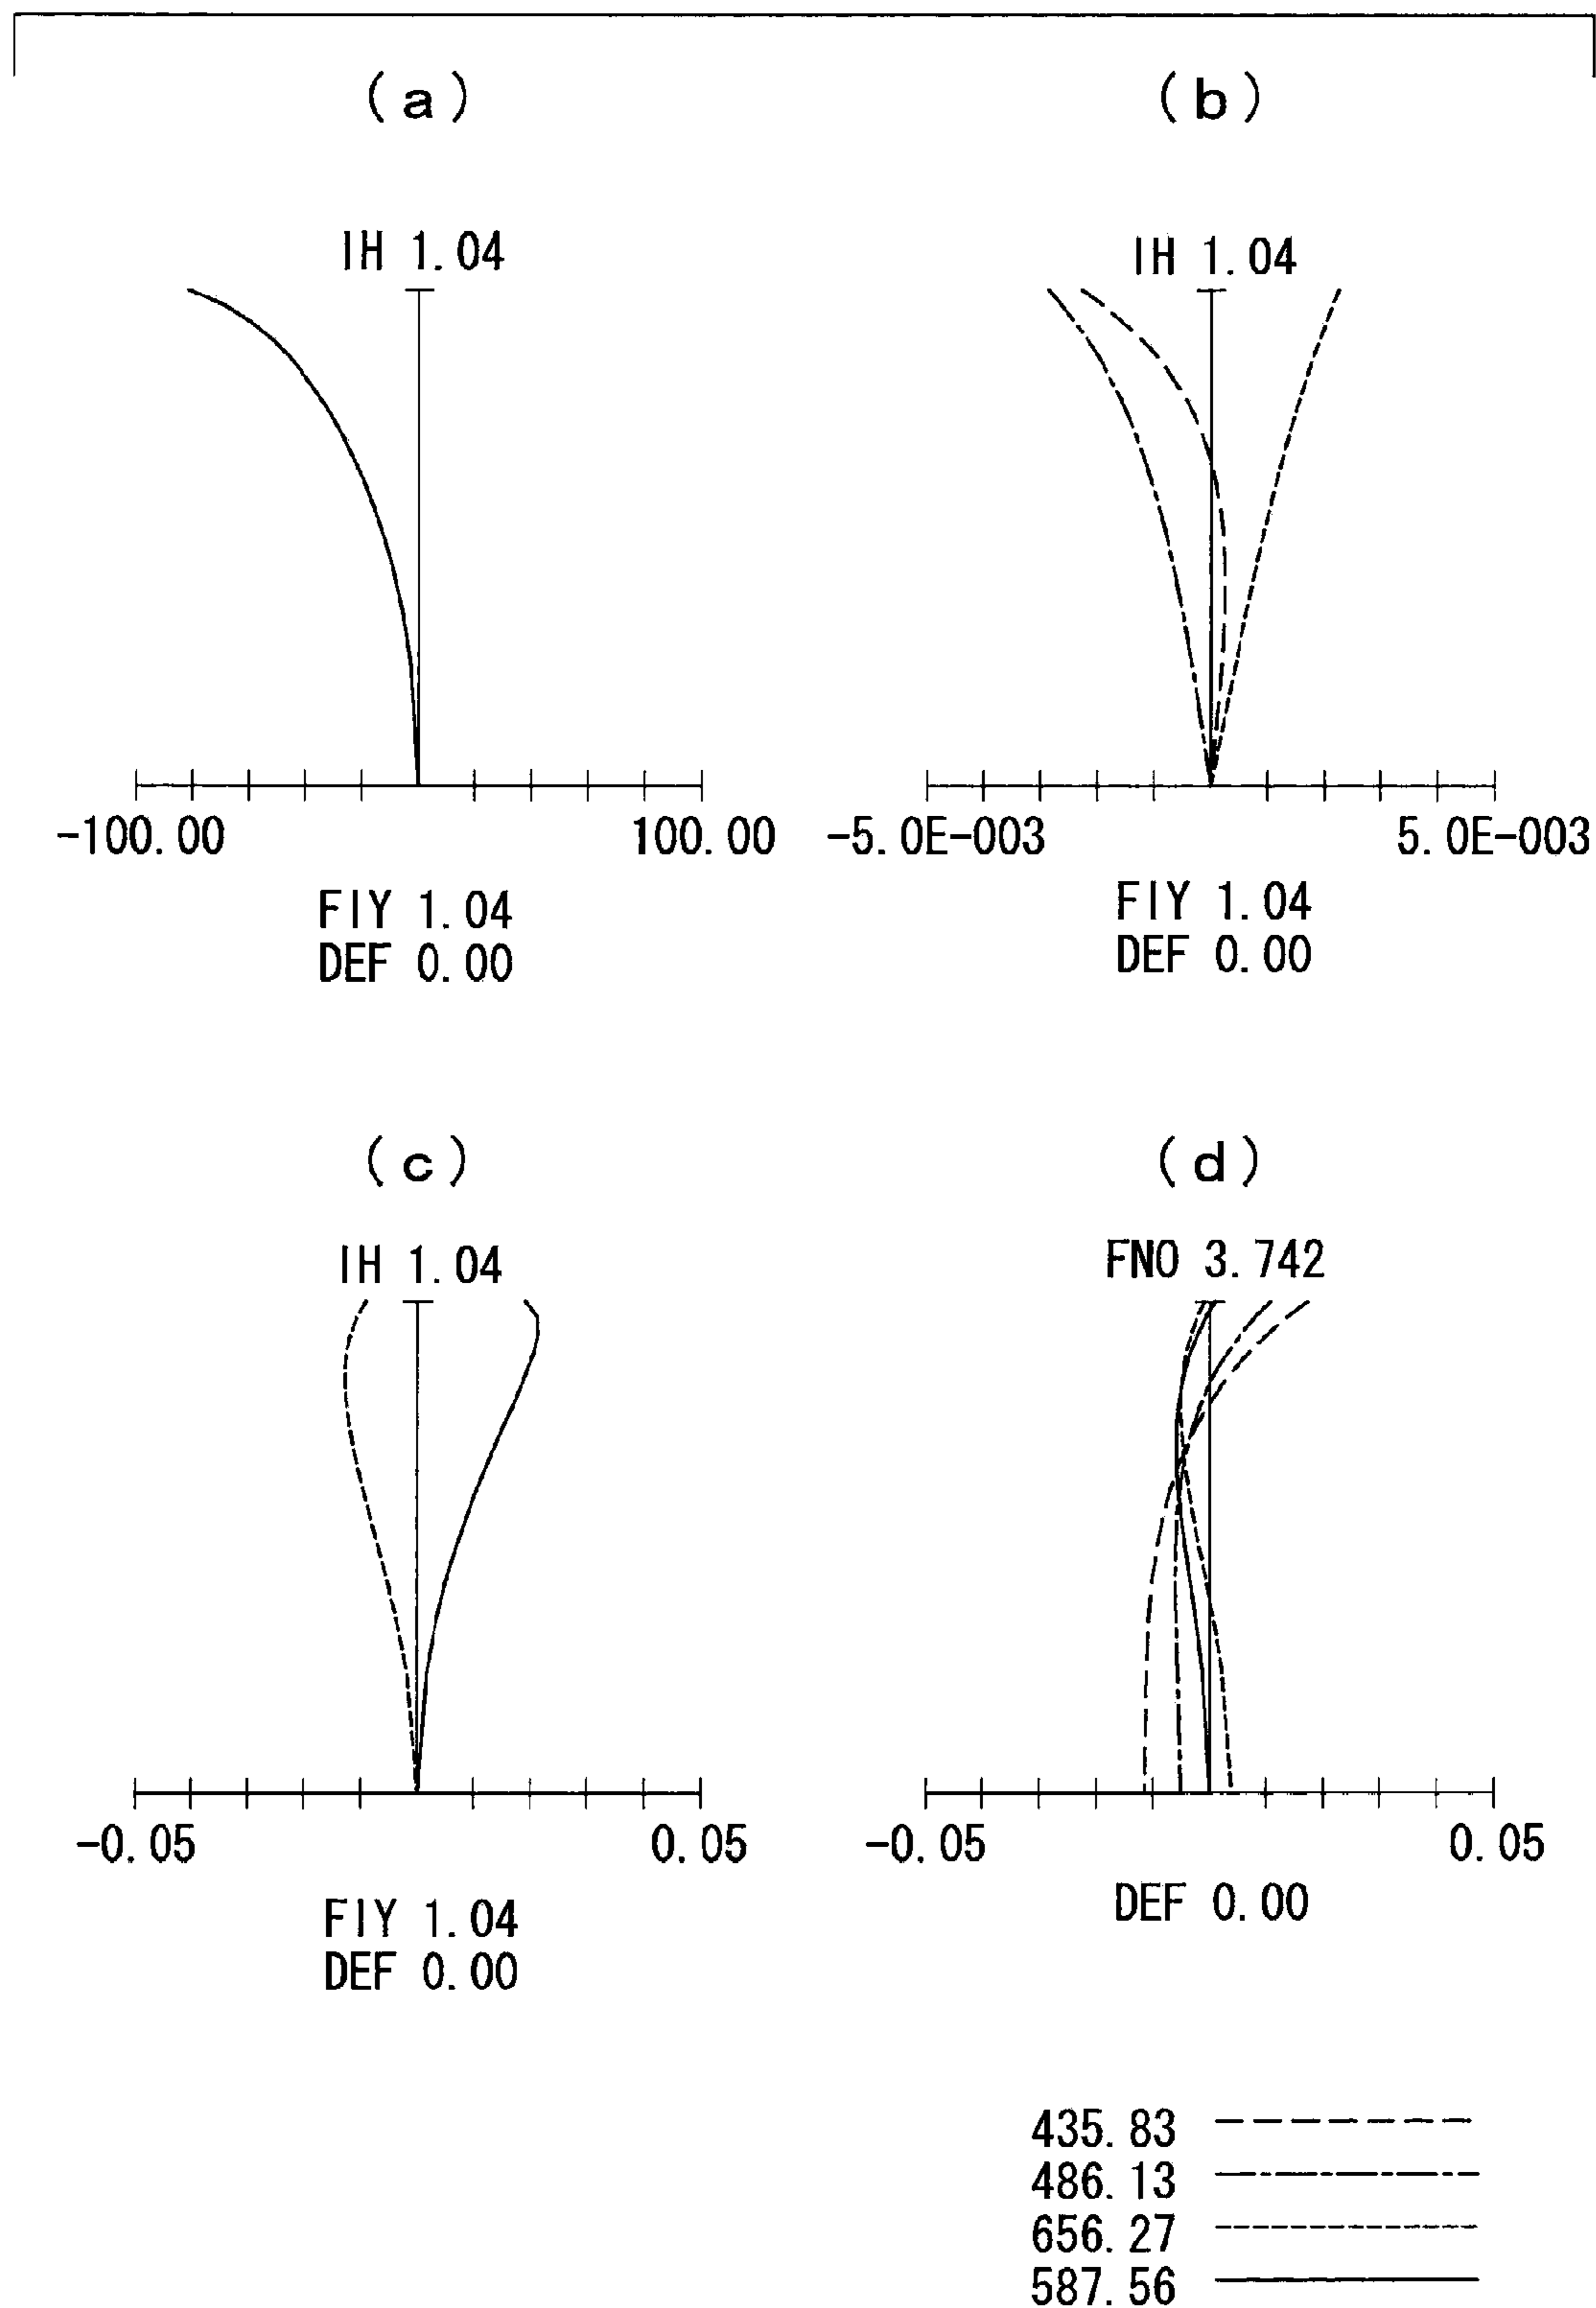 (a)
(b)
IH 1.04
IH 1.04
-100.00
100.00
-5.0E-003
5.0E-003
FIY 1.04
DEF 0.00
FIY 1.04
DEF 0.00
(c)
(d)
IH 1.04
FNO 3.742
-0.05
0.05
-0.05
0.05
FIY 1.04
DEF 0.00
DEF 0.00
435.83
486.13
656.27
587.56